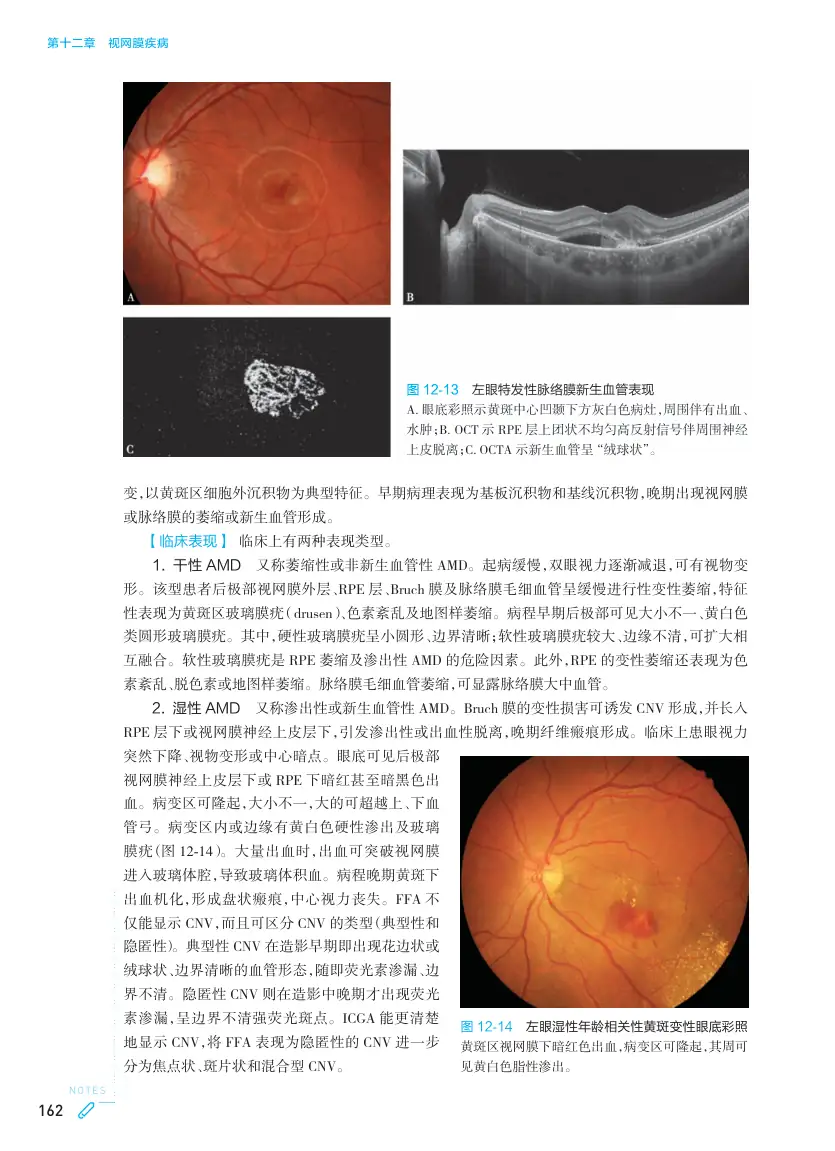 第十二章 视网膜疾病
A
B
C
图 12-13 左眼特发性脉络膜新生血管表现
A. 眼底彩照示黄斑中心凹颞下方灰白色病灶,周围伴有出血、
水肿;B. OCT 示 RPE 层上团状不均匀高反射信号伴周围神经
上皮脱离;C. OCTA 示新生血管呈“绒球状”。
变,以黄斑区细胞外沉积物为典型特征。早期病理表现为基板沉积物和基线沉积物,晚期出现视网膜
或脉络膜的萎缩或新生血管形成。
【临床表现】 临床上有两种表现类型。
1. 干性 AMD 又称萎缩性或非新生血管性 AMD。起病缓慢,双眼视力逐渐减退,可有视物变
形。该型患者后极部视网膜外层、RPE 层、Bruch 膜及脉络膜毛细血管呈缓慢进行性变性萎缩,特征
性表现为黄斑区玻璃膜疣(drusen)、色素紊乱及地图样萎缩。病程早期后极部可见大小不一、黄白色
类圆形玻璃膜疣。其中,硬性玻璃膜疣呈小圆形、边界清晰;软性玻璃膜疣较大、边缘不清,可扩大相
互融合。软性玻璃膜疣是 RPE 萎缩及渗出性 AMD 的危险因素。此外,RPE 的变性萎缩还表现为色
素紊乱、脱色素或地图样萎缩。脉络膜毛细血管萎缩,可显露脉络膜大中血管。
2. 湿性 AMD 又称渗出性或新生血管性 AMD。Bruch 膜的变性损害可诱发 CNV 形成,并长入
RPE 层下或视网膜神经上皮层下,引发渗出性或出血性脱离,晚期纤维瘢痕形成。临床上患眼视力
突然下降、视物变形或中心暗点。眼底可见后极部
视网膜神经上皮层下或 RPE 下暗红甚至暗黑色出
血。病变区可隆起,大小不一,大的可超越上、下血
管弓。病变区内或边缘有黄白色硬性渗出及玻璃
膜疣(图 12-14)。大量出血时,出血可突破视网膜
进入玻璃体腔,导致玻璃体积血。病程晚期黄斑下
出血机化,形成盘状瘢痕,中心视力丧失。FFA 不
仅能显示 CNV,而且可区分 CNV 的类型(典型性和
隐匿性)。典型性 CNV 在造影早期即出现花边状或
绒球状、边界清晰的血管形态,随即荧光素渗漏、边
界不清。隐匿性 CNV 则在造影中晚期才出现荧光
素渗漏,呈边界不清强荧光斑点。ICGA 能更清楚
地显示 CNV,将 FFA 表现为隐匿性的 CNV 进一步
分为焦点状、斑片状和混合型 CNV。
图 12-14 左眼湿性年龄相关性黄斑变性眼底彩照
黄斑区视网膜下暗红色出血,病变区可隆起,其周可
见黄白色脂性渗出。
NOTES
162